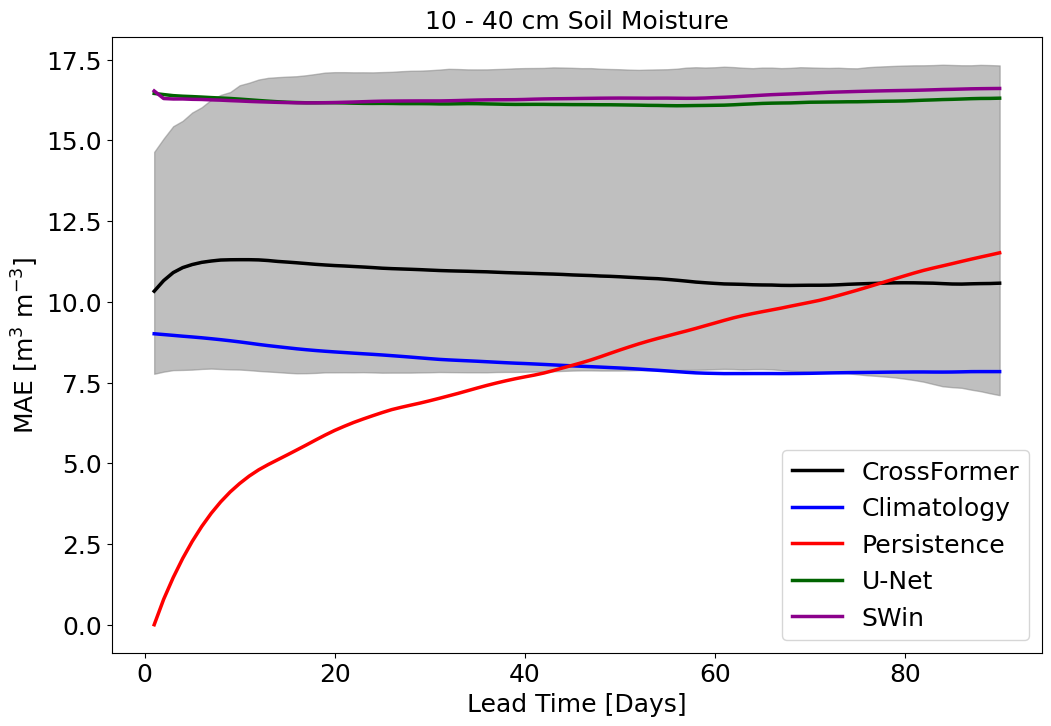 10 - 40 cm Soil Moisture
MAE [m³ m⁻³]
17.5
15.0
12.5
10.0
7.5
5.0
2.5
0.0
CrossFormer
Climatology
Persistence
U-Net
SWin
0 20 40 60 80
Lead Time [Days]